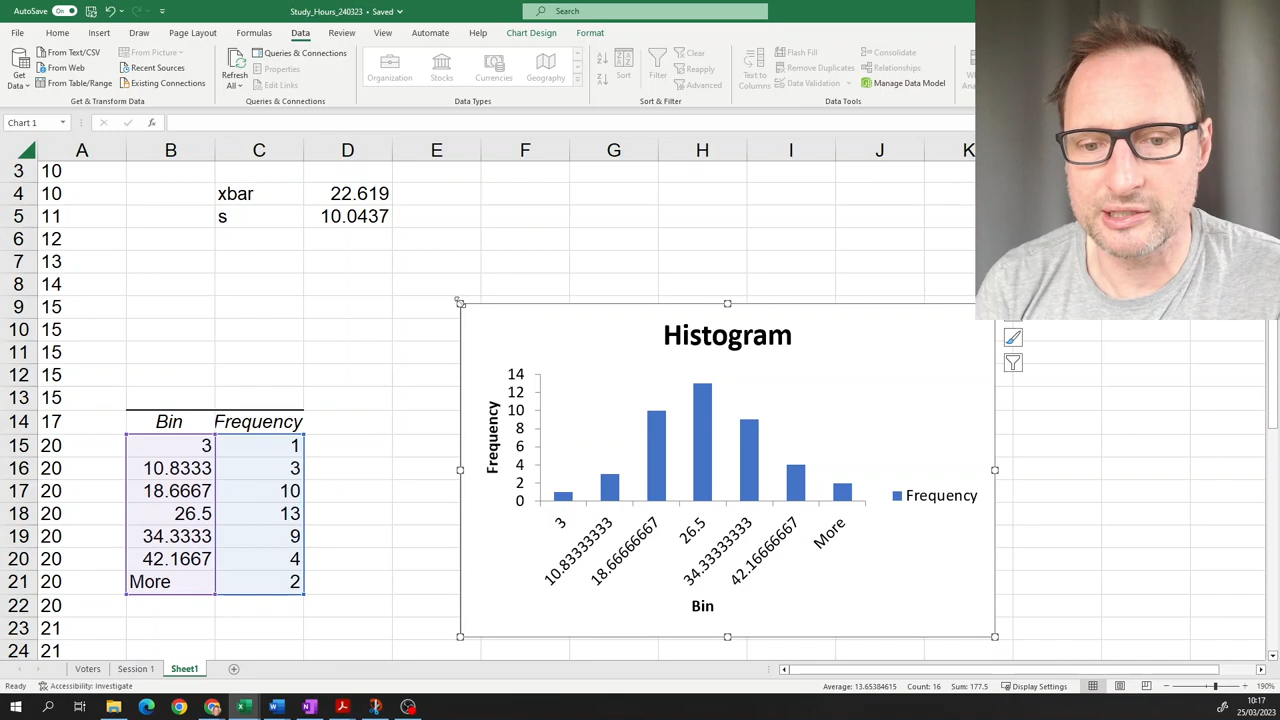 AutoSave On Study_Hours_240323 • Saved Search
File Home Insert Draw Page Layout Formulas Data Review View Automate Help Chart Design Format
Get Data
From Text/CSV
From Web
From Table/Range
From Picture
Recent Sources
Existing Connections
Get & Transform Data
Refresh All
Queries & Connections
Properties
Edit Links
Queries & Connections
Organization Stocks Currencies Geography
Data Types
Sort
Filter
Clear
Reapply
Advanced
Sort & Filter
Text to Columns
Flash Fill
Remove Duplicates
Data Validation
Consolidate
Relationships
Manage Data Model
Data Tools
Chart 1 fx
A B C D E F G H I J K
3 10
4 10 xbar 22.619
5 11 s 10.0437
6 12
7 13
8 14
9 15
10 15
11 15
12 15
13 15
14 17 Bin Frequency
15 20 3 1
16 20 10.8333 3
17 20 18.6667 10
18 20 26.5 13
19 20 34.3333 9
20 20 42.1667 4
21 20 More 2
22 20
23 21
24 21
Histogram
Frequency
14
12
10
8
6
4
2
0
3 10.83333333 18.66666667 26.5 34.33333333 42.16666667 More
Bin
Frequency
Voters Session 1 Sheet1
Ready Accessibility: Investigate Average: 13.65384615 Count: 16 Sum: 177.5 Display Settings 190%
10:17
25/03/2023